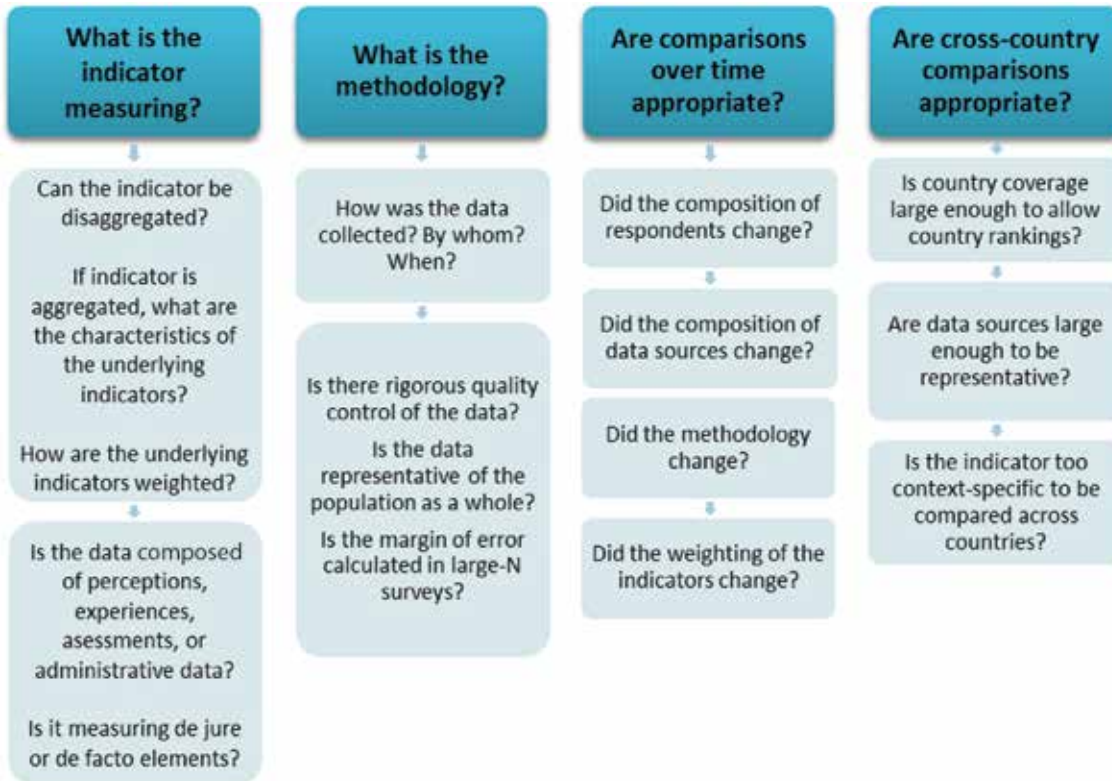 What is the
indicator
measuring?
Can the indicator be
disaggregated?
If indicator is
aggregated, what are
the characteristics of
the underlying
indicators?
How are the underlying
indicators weighted?
Is the data composed
of perceptions,
experiences,
asessments, or
administrative data?
Is it measuring de jure
or de facto elements?
What is the
methodology?
How was the data
collected? By whom?
When?
Is there rigorous quality
control of the data?
Is the data
representative of the
population as a whole?
Is the margin of error
calculated in large-N
surveys?
Are comparisons
over time
appropriate?
Did the composition of
respondents change?
Did the composition of
data sources change?
Did the methodology
change?
Did the weighting of the
indicators change?
Are cross-country
comparisons
appropriate?
Is country coverage
large enough to allow
country rankings?
Are data sources large
enough to be
representative?
Is the indicator too
context-specific to be
compared across
countries?